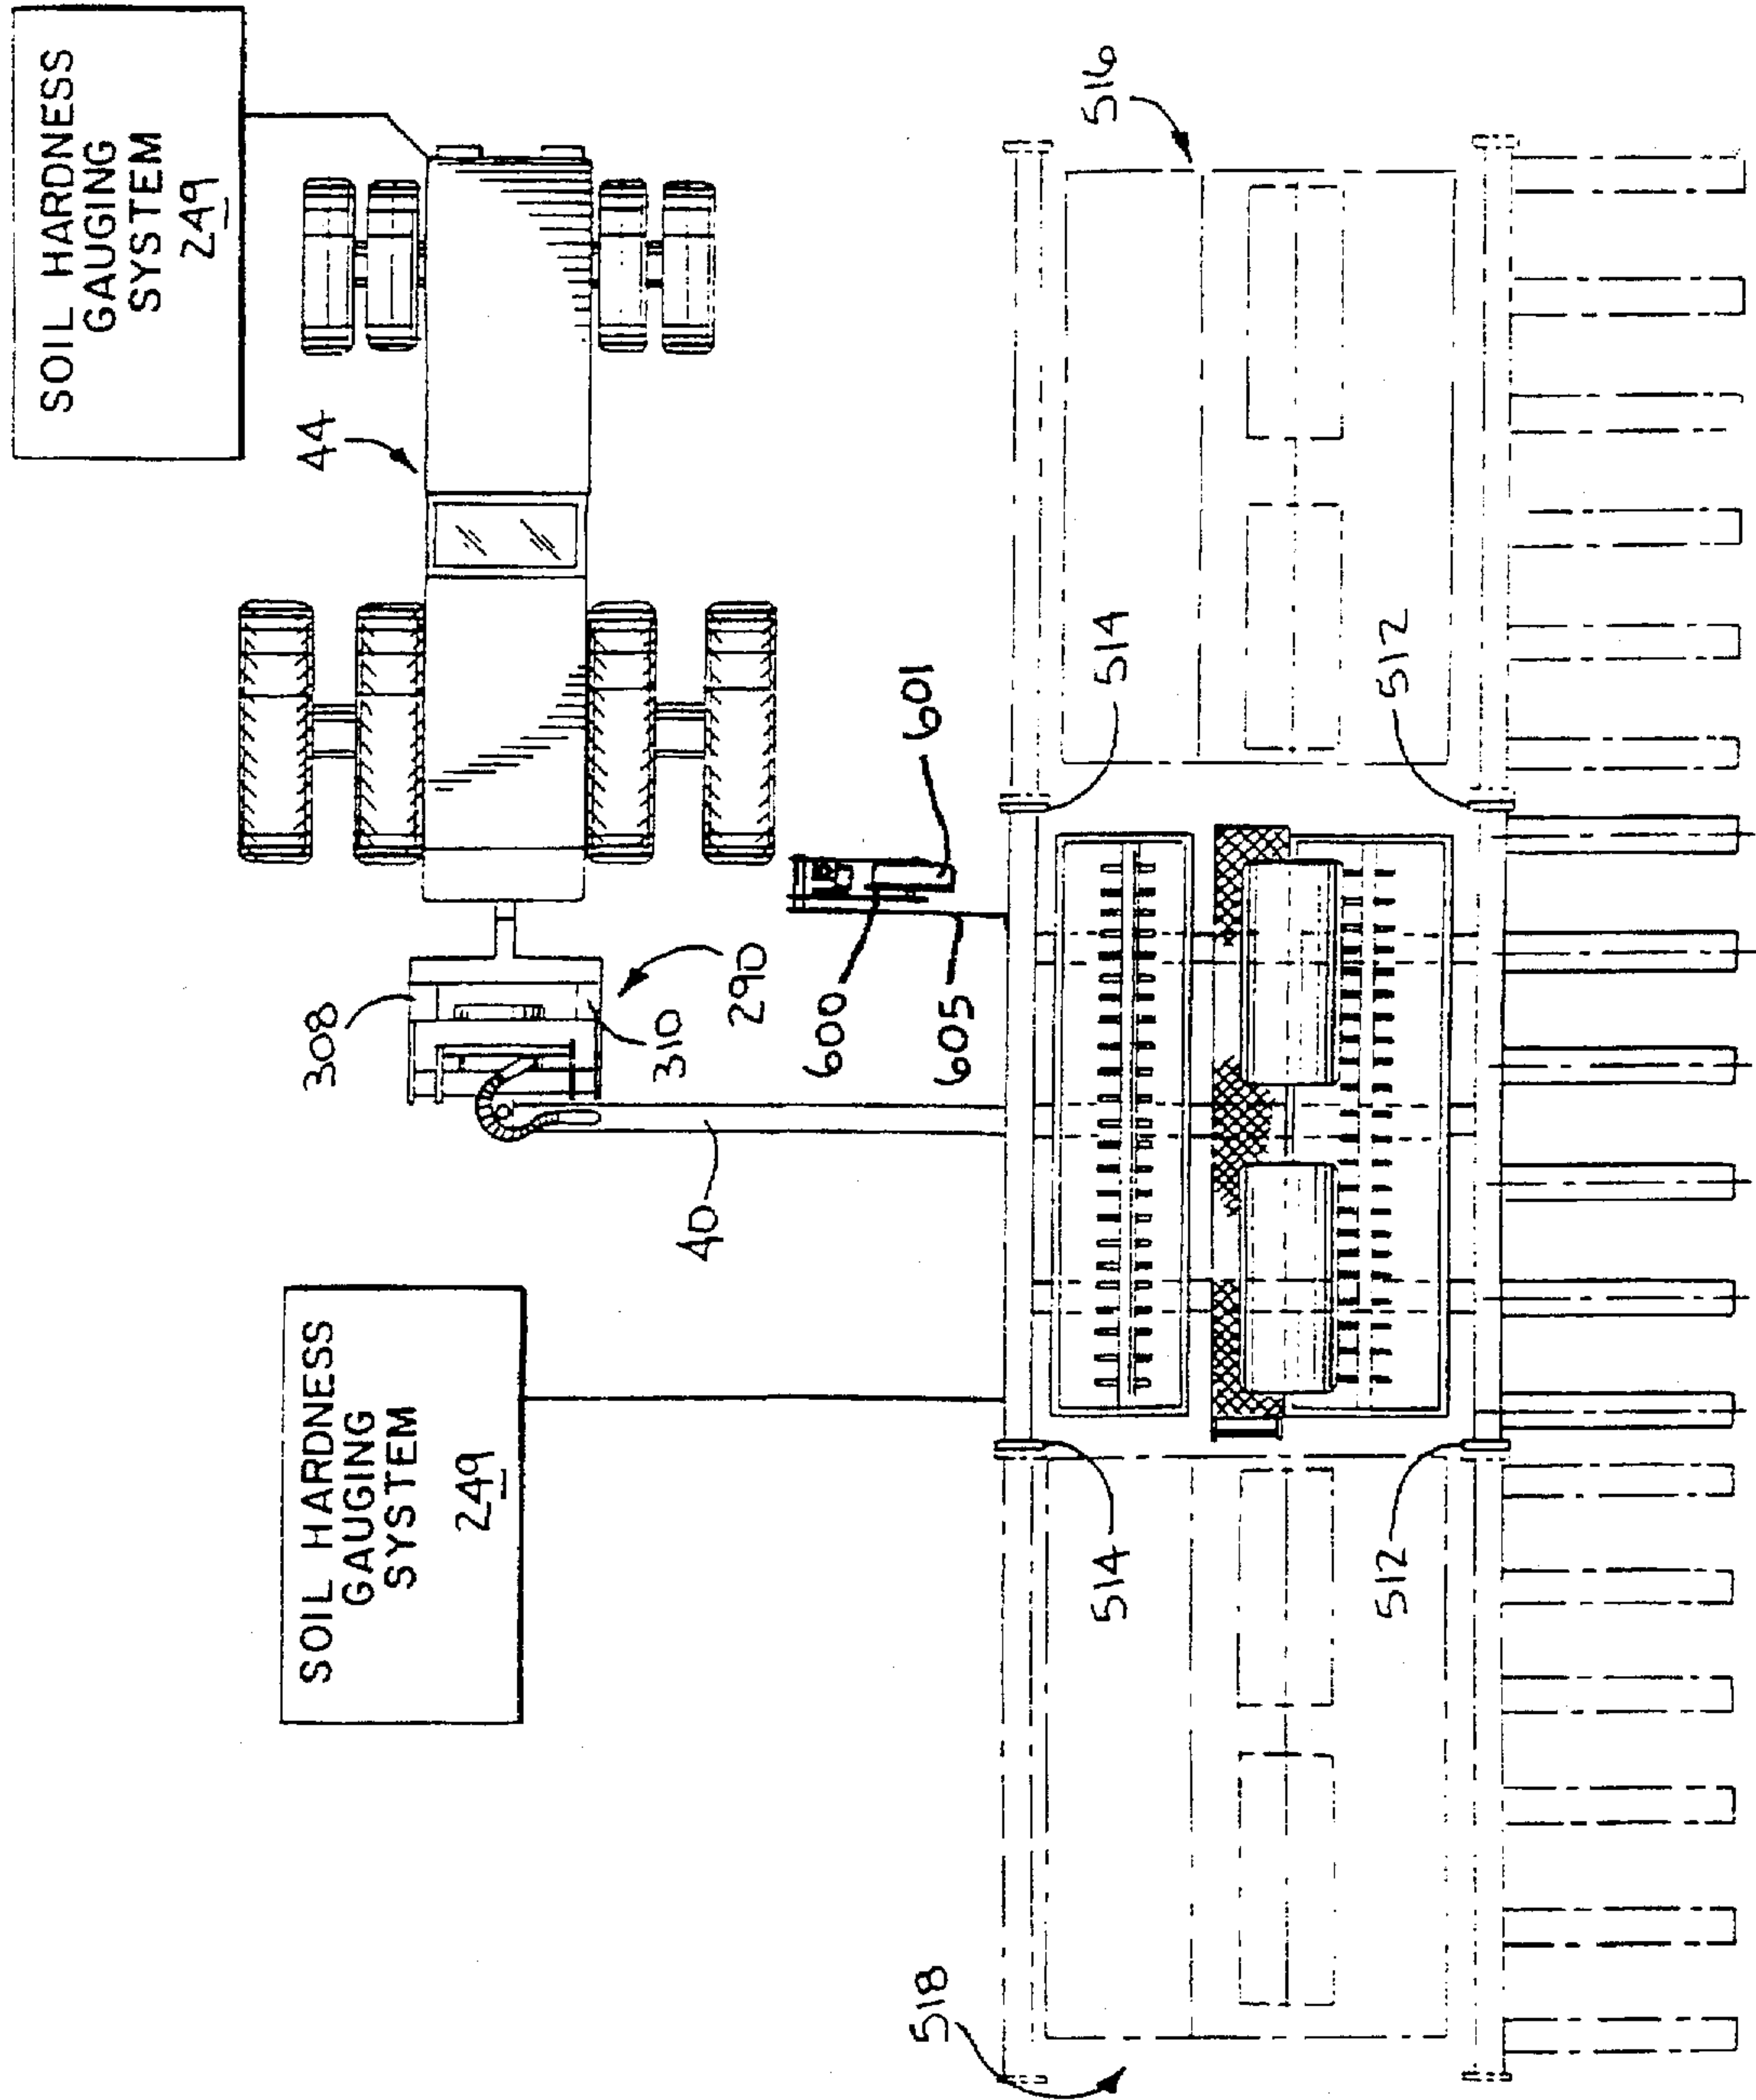 SOIL HARDNESS
GAUGING
SYSTEM
249
SOIL HARDNESS
GAUGING
SYSTEM
249
44
308
310
290
40
600
601
605
514
512
516
514
512
518